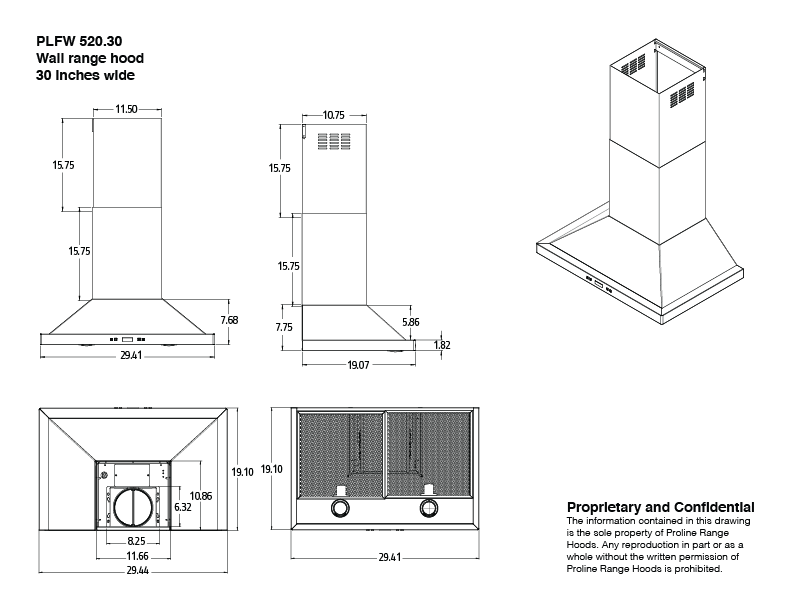 PLFW 520.30
Wall range hood
30 Inches wide
11.50
10.75
15.75
15.75
15.75
15.75
7.68
7.75
5.86
1.82
29.41
19.07
19.10
19.10
10.86
6.32
8.25
11.66
29.44
29.41
Proprietary and Confidential
The information contained in this drawing
is the sole property of Proline Range
Hoods. Any reproduction in part or as a
whole without the written permission of
Proline Range Hoods is prohibited.